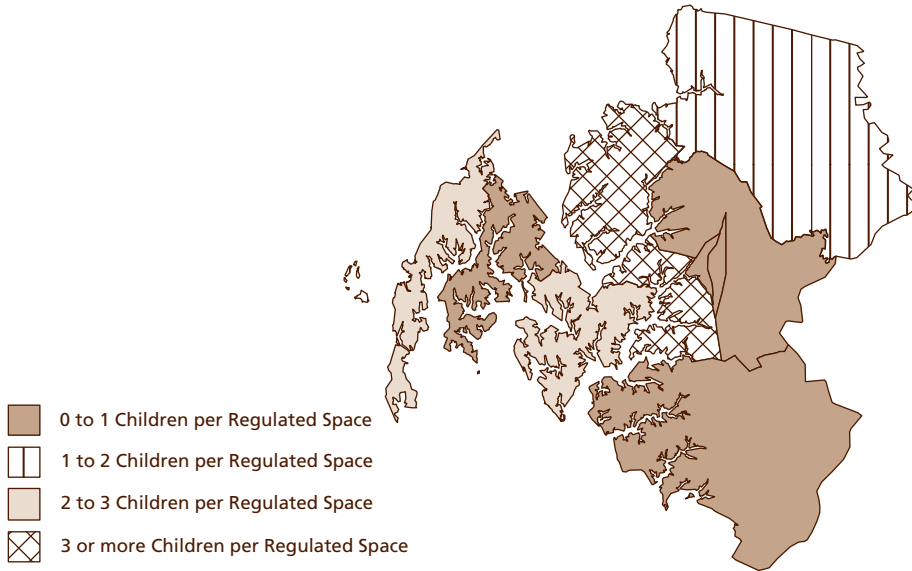 0 to 1 Children per Regulated Space
1 to 2 Children per Regulated Space
2 to 3 Children per Regulated Space
3 or more Children per Regulated Space